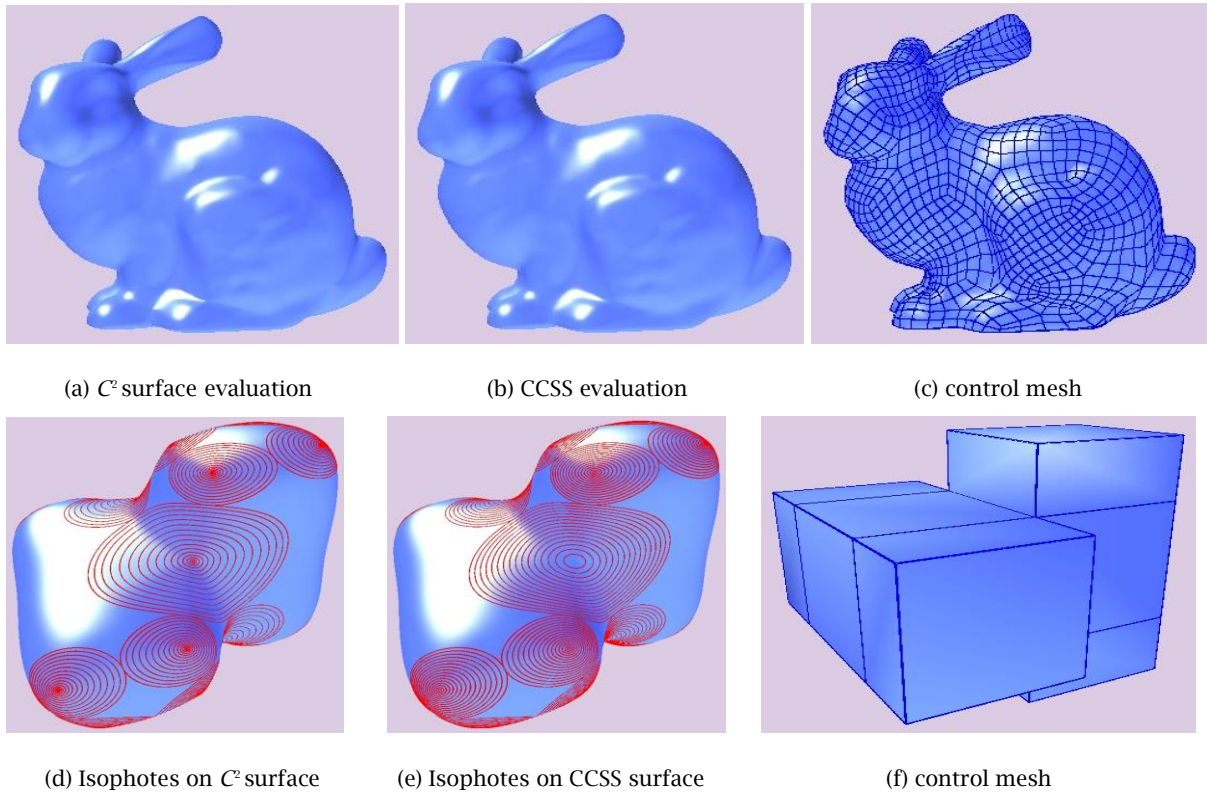 (a) C² surface evaluation
(b) CCSS evaluation
(c) control mesh
(d) Isophotes on C² surface
(e) Isophotes on CCSS surface
(f) control mesh